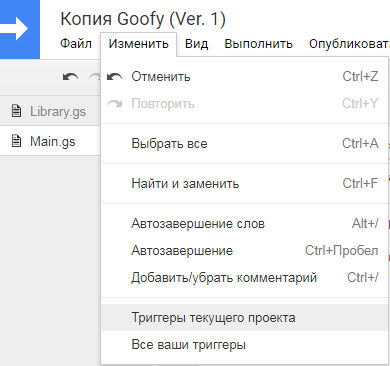 Копия Goofy (Ver. 1)
Файл Изменить Вид Выполнить Опубликоват
Отменить Ctrl+Z
Повторить Ctrl+Y
Library.gs
Main.gs
Выбрать все Ctrl+A
Найти и заменить Ctrl+F
Автозавершение слов Alt+/
Автозавершение Ctrl+Пробел
Добавить/убрать комментарий Ctrl+/
Триггеры текущего проекта
Все ваши триггеры